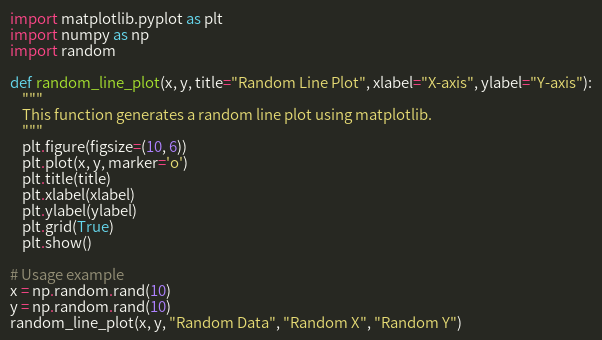 import matplotlib.pyplot as plt
import numpy as np
import random

def random_line_plot(x, y, title="Random Line Plot", xlabel="X-axis", ylabel="Y-axis"):
    """
    This function generates a random line plot using matplotlib.
    """
    plt.figure(figsize=(10, 6))
    plt.plot(x, y, marker='o')
    plt.title(title)
    plt.xlabel(xlabel)
    plt.ylabel(ylabel)
    plt.grid(True)
    plt.show()

# Usage example
x = np.random.rand(10)
y = np.random.rand(10)
random_line_plot(x, y, "Random Data", "Random X", "Random Y")